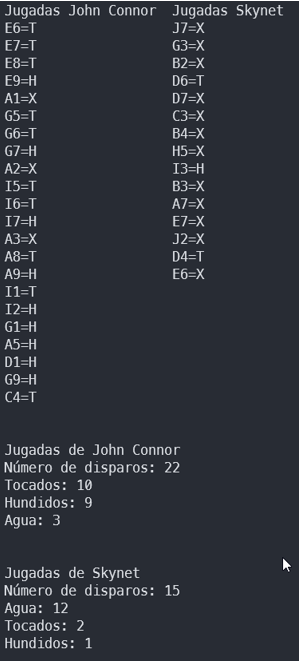 Jugadas John Connor  Jugadas Skynet
E6=T                 J7=X
E7=T                 G3=X
E8=T                 B2=X
E9=H                 D6=T
A1=X                 D7=X
G5=T                 C3=X
G6=T                 B4=X
G7=H                 H5=X
A2=X                 I3=H
I5=T                 B3=X
I6=T                 A7=X
I7=H                 E7=X
A3=X                 J2=X
A8=T                 D4=T
A9=H                 E6=X
I1=T
I2=H
G1=H
A5=H
D1=H
G9=H
C4=T
Jugadas de John Connor
Número de disparos: 22
Tocados: 10
Hundidos: 9
Agua: 3
Jugadas de Skynet
Número de disparos: 15
Agua: 12
Tocados: 2
Hundidos: 1